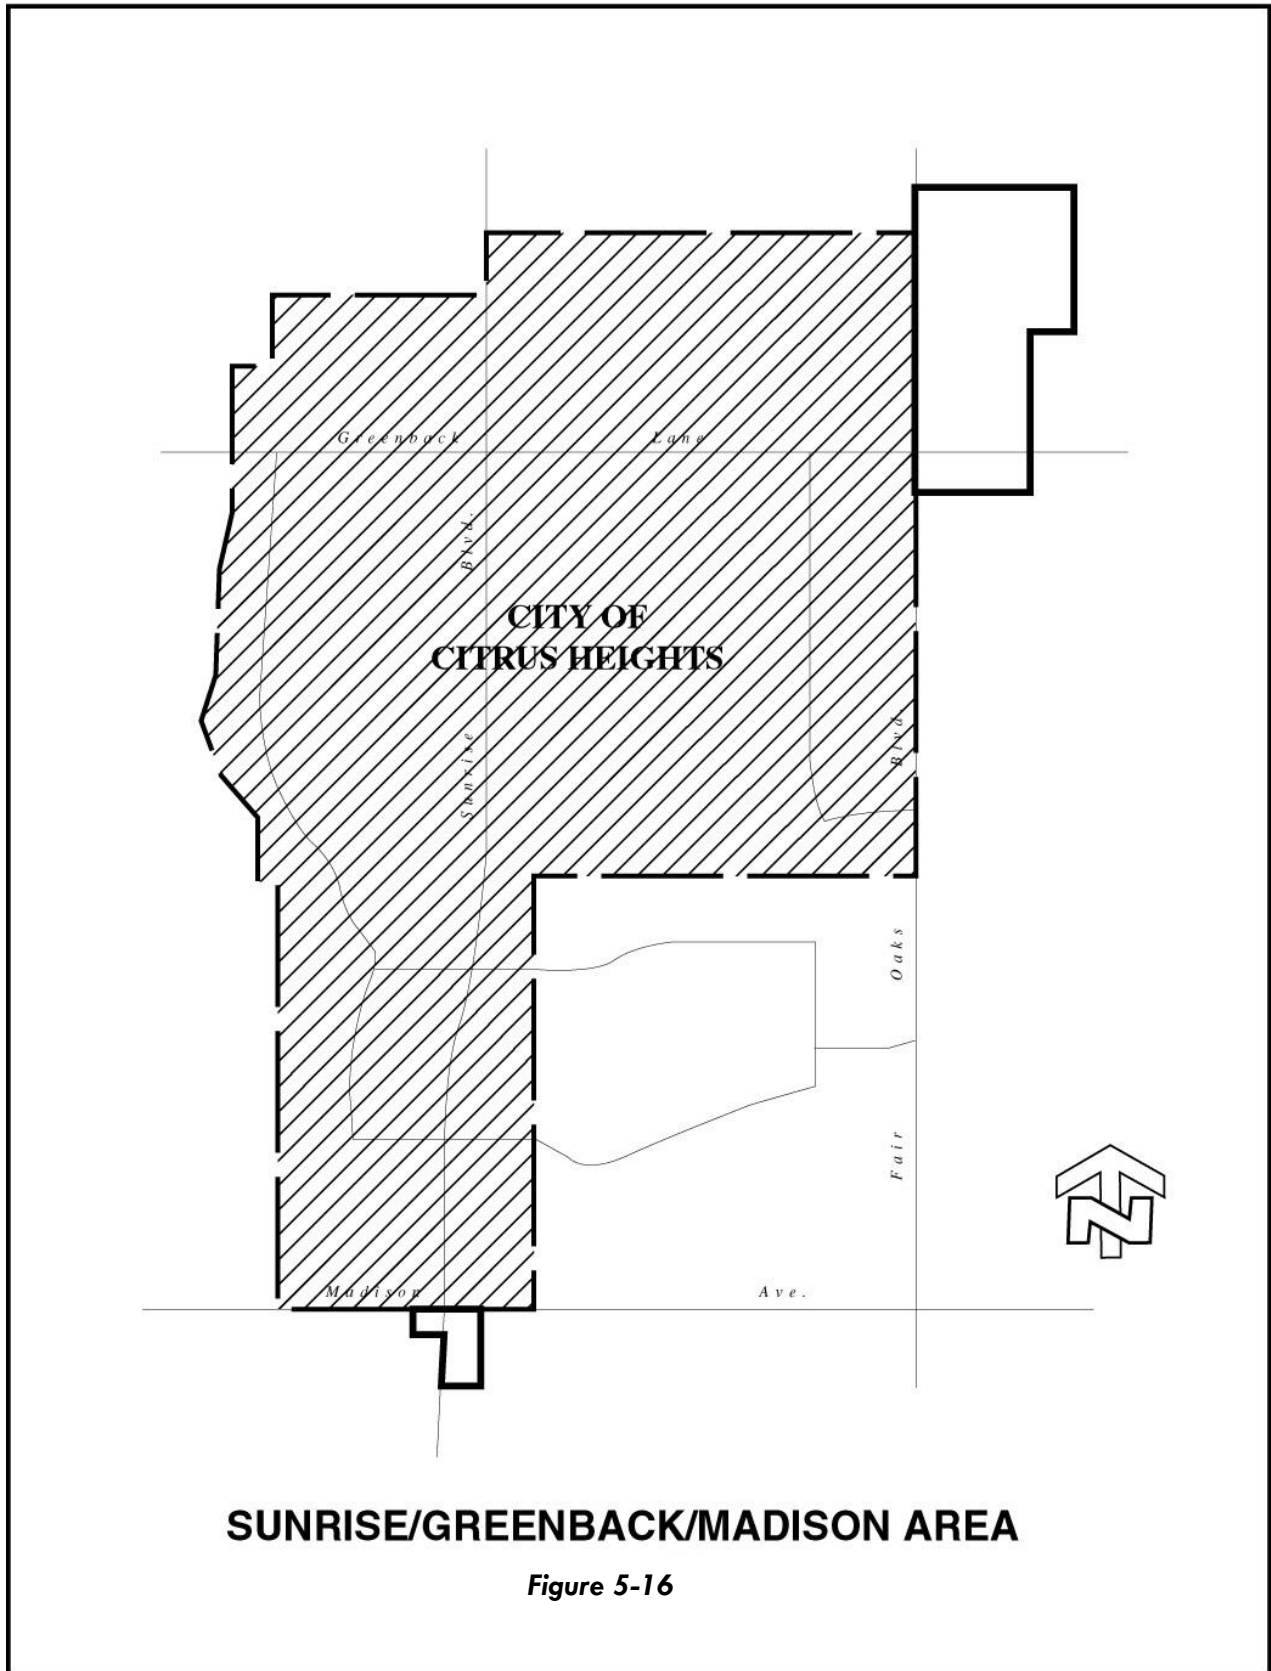 Greenback Lane
Blvd.
CITY OF
CITRUS HEIGHTS
Sunrise
Blvd.
Oaks
Fair
N
Madison Ave.
SUNRISE/GREENBACK/MADISON AREA
Figure 5-16